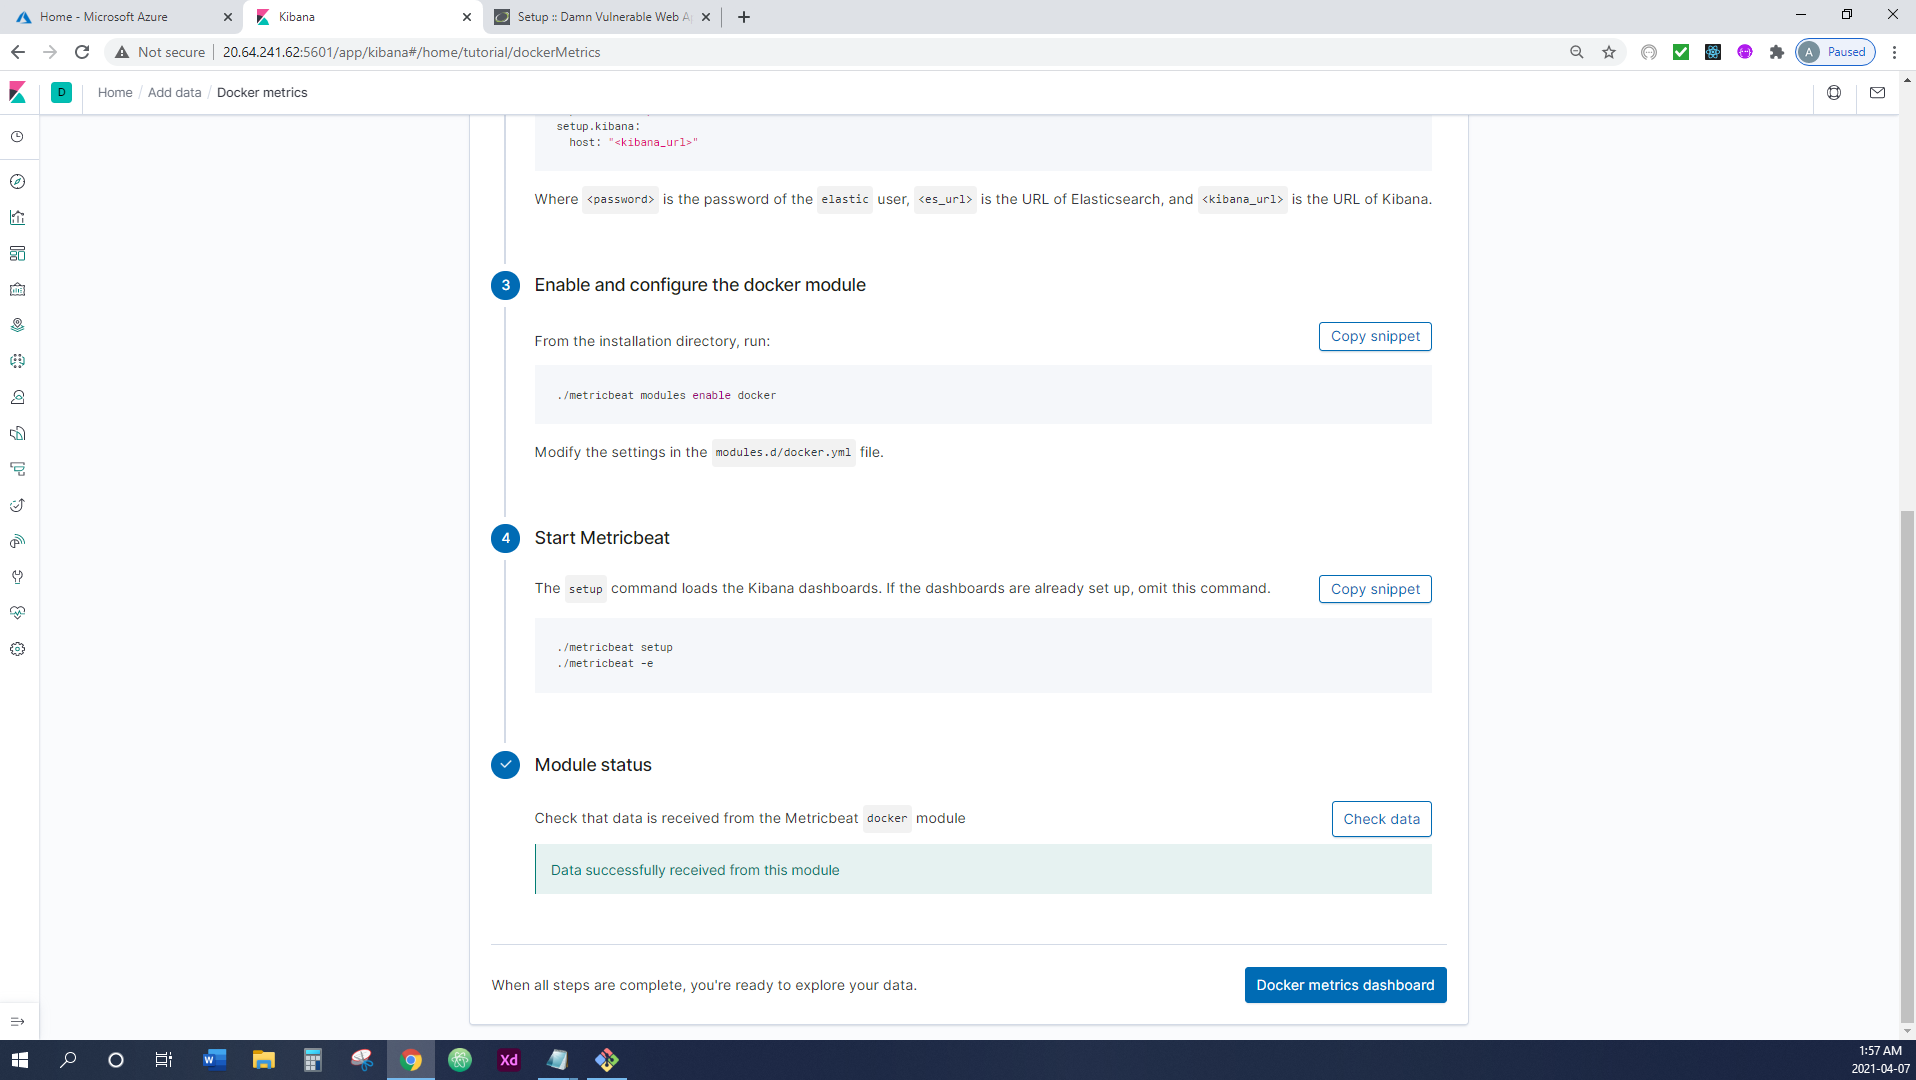 Home - Microsoft Azure
Kibana
Setup :: Damn Vulnerable Web Ap
Not secure
20.64.241.62:5601/app/kibana#/home/tutorial/dockerMetrics
A Paused
D
Home / Add data / Docker metrics
setup.kibana:
host: "<kibana_url>"
Where <password> is the password of the elastic user, <es_url> is the URL of Elasticsearch, and <kibana_url> is the URL of Kibana.
3 Enable and configure the docker module
From the installation directory, run:
Copy snippet
./metricbeat modules enable docker
Modify the settings in the modules.d/docker.yml file.
4 Start Metricbeat
The setup command loads the Kibana dashboards. If the dashboards are already set up, omit this command.
Copy snippet
./metricbeat setup
./metricbeat -e
Module status
Check that data is received from the Metricbeat docker module
Check data
Data successfully received from this module
When all steps are complete, you're ready to explore your data.
Docker metrics dashboard
W
Xd
1:57 AM
2021-04-07